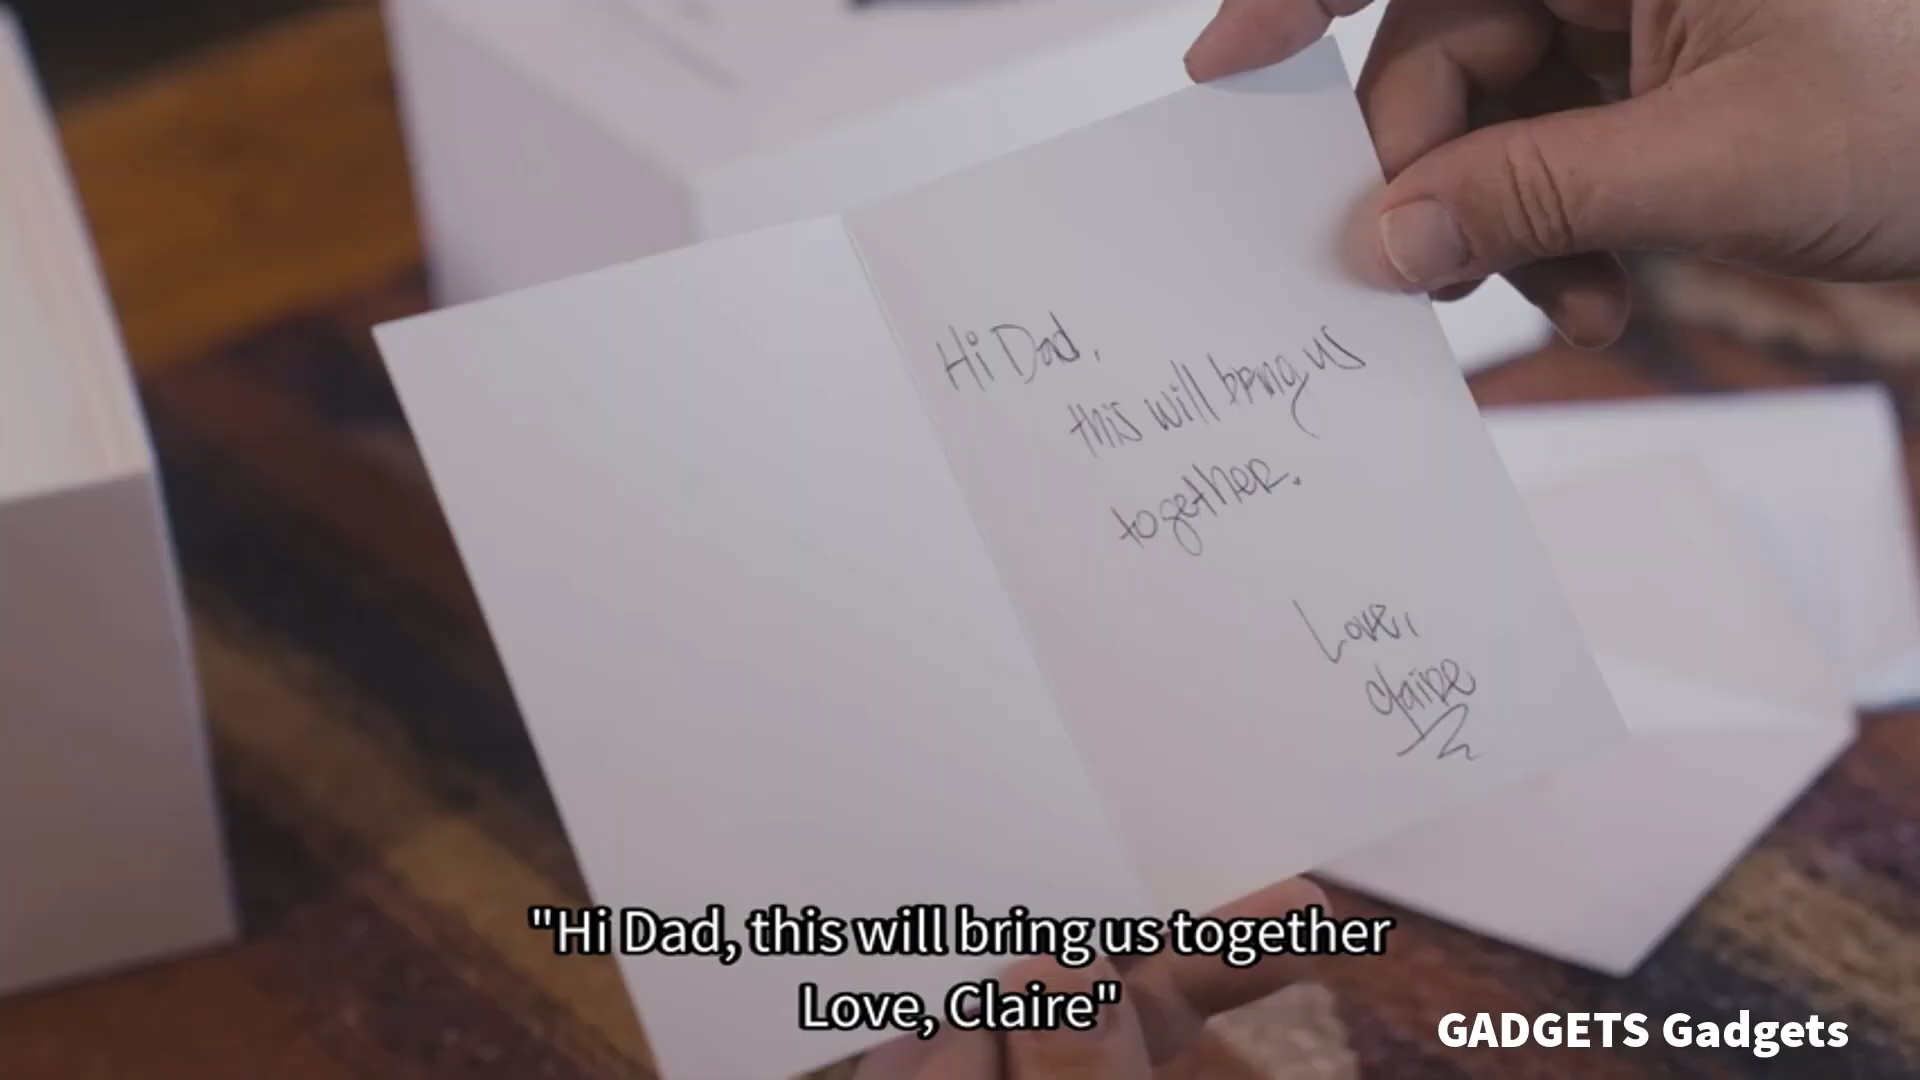 Hi Dad,
this will bring us
together.
Love,
Claire
"Hi Dad, this will bring us together
Love, Claire"
GADGETS Gadgets